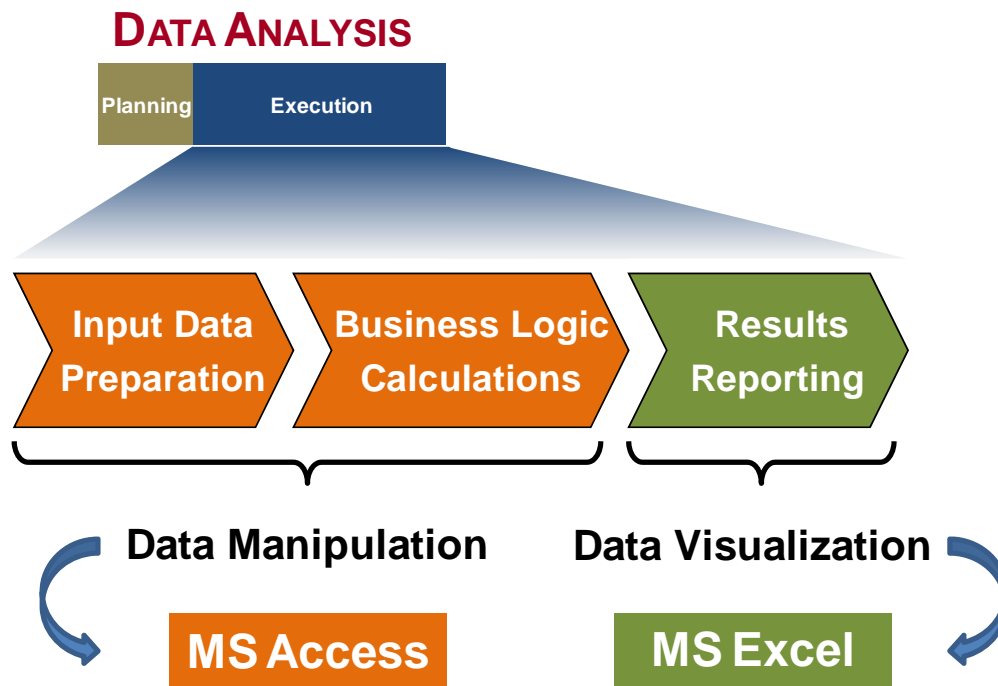 DATA ANALYSIS
Planning
Execution
Input Data
Preparation
Business Logic
Calculations
Results
Reporting
Data Manipulation
Data Visualization
MS Access
MS Excel